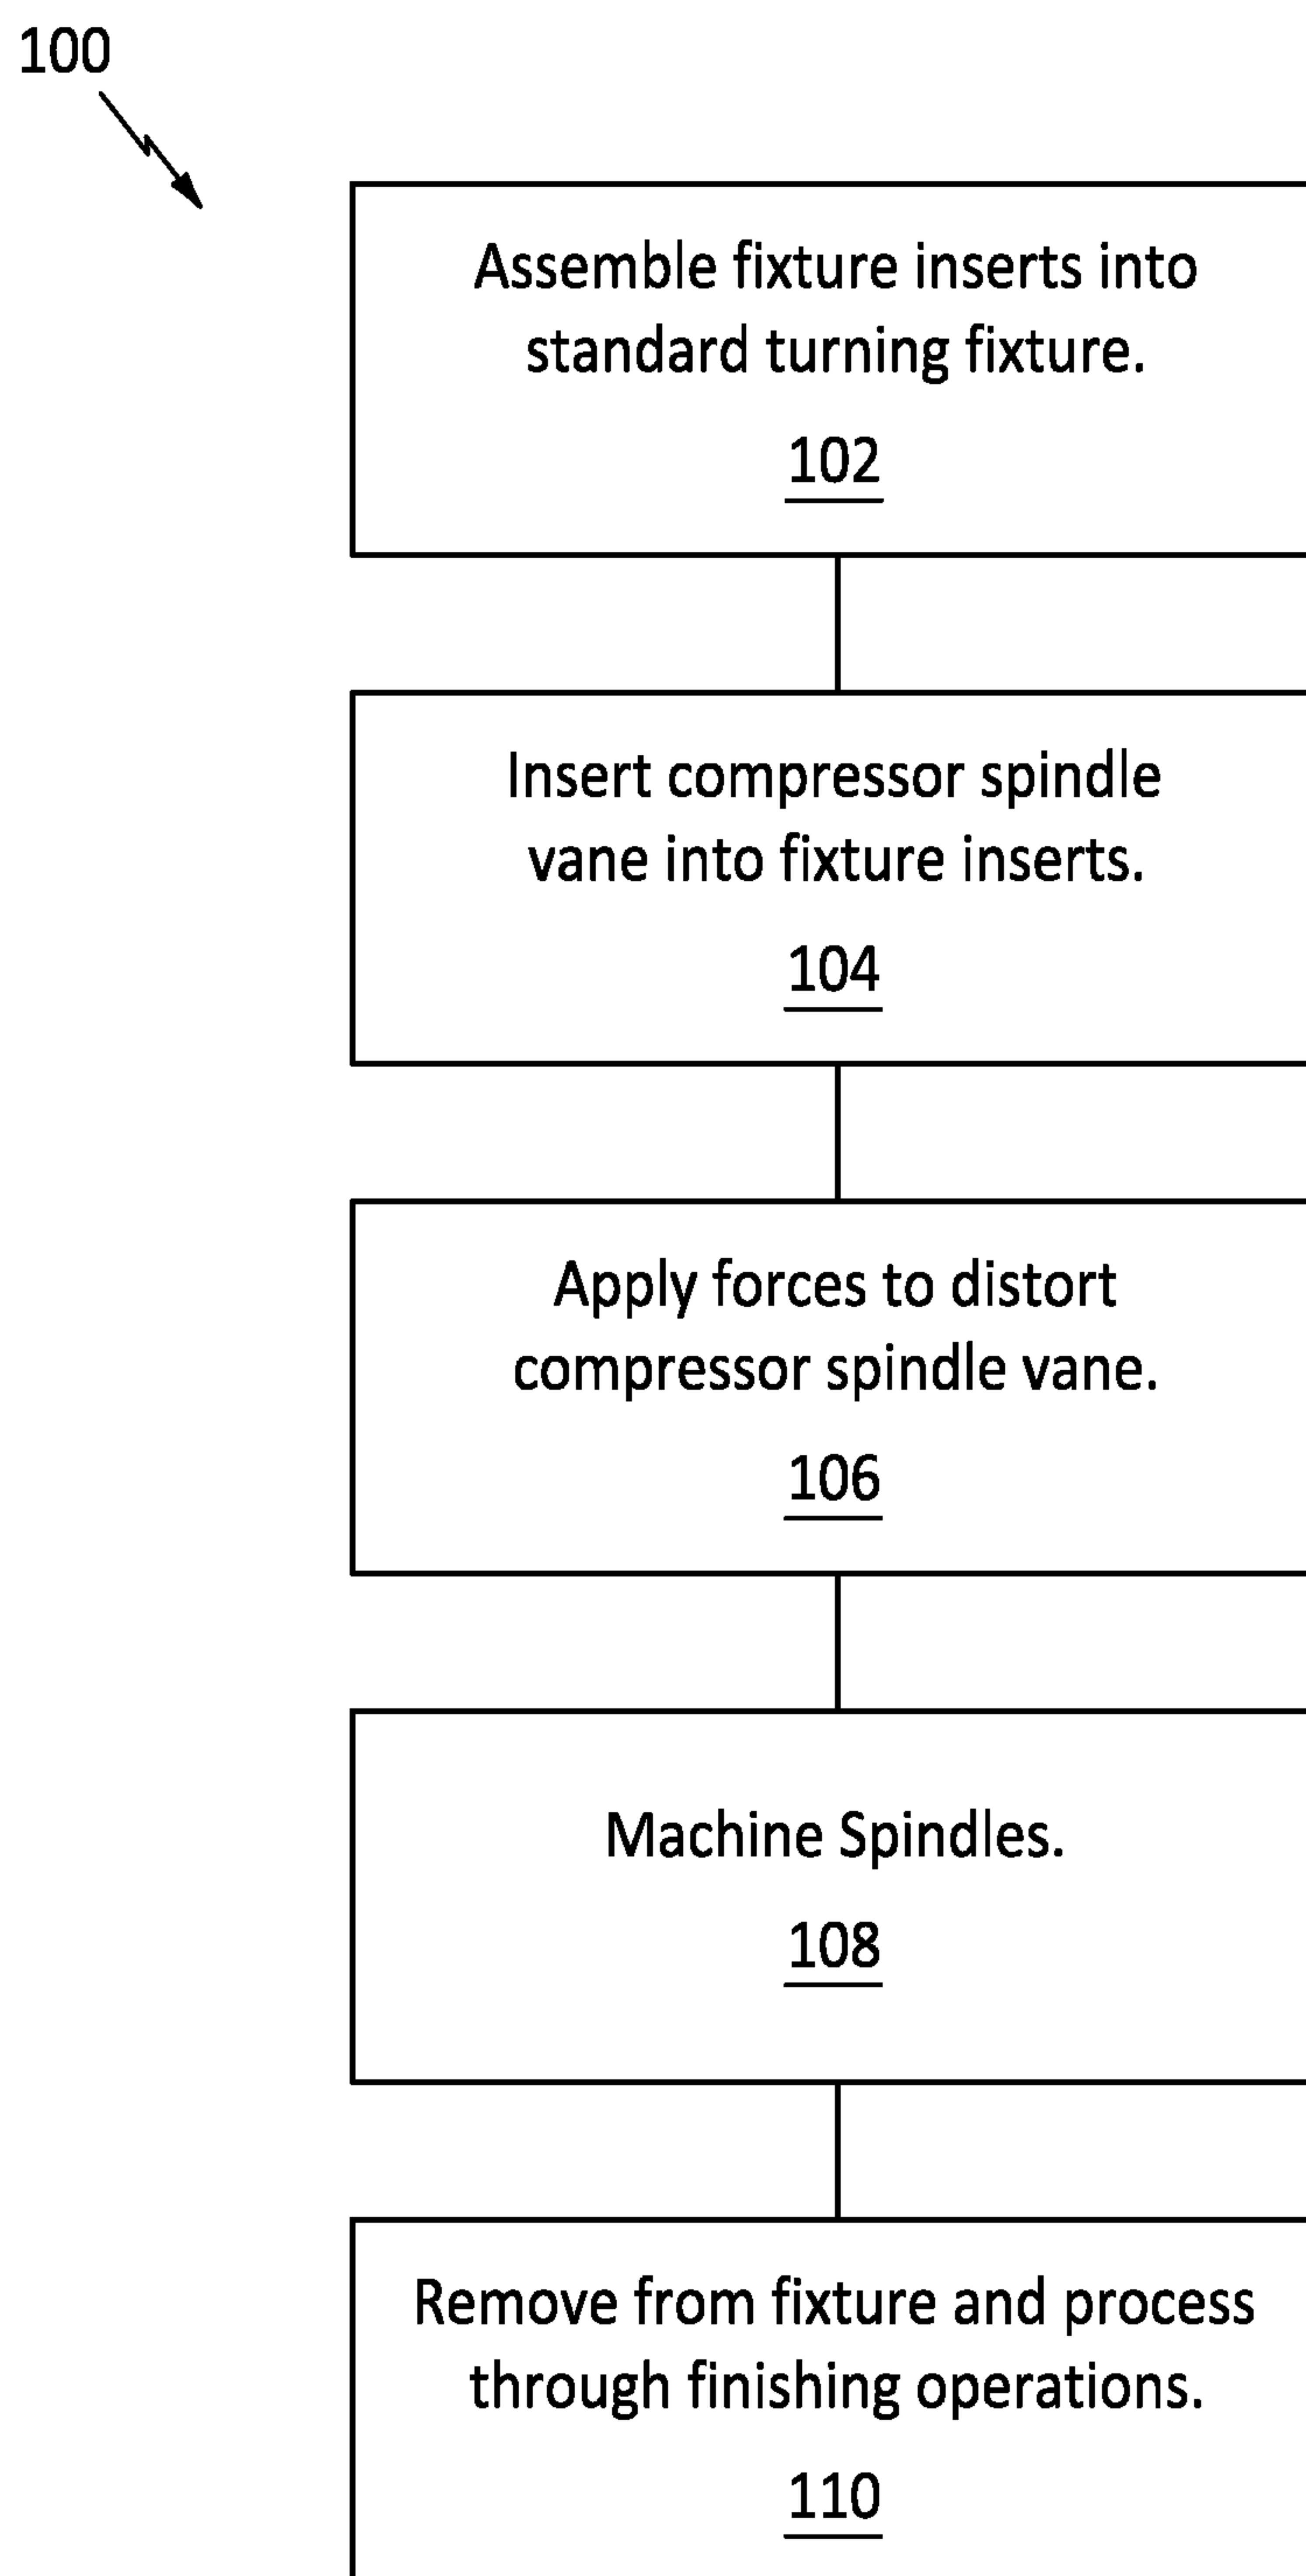 100
Assemble fixture inserts into
standard turning fixture.
102
Insert compressor spindle
vane into fixture inserts.
104
Apply forces to distort
compressor spindle vane.
106
Machine Spindles.
108
Remove from fixture and process
through finishing operations.
110